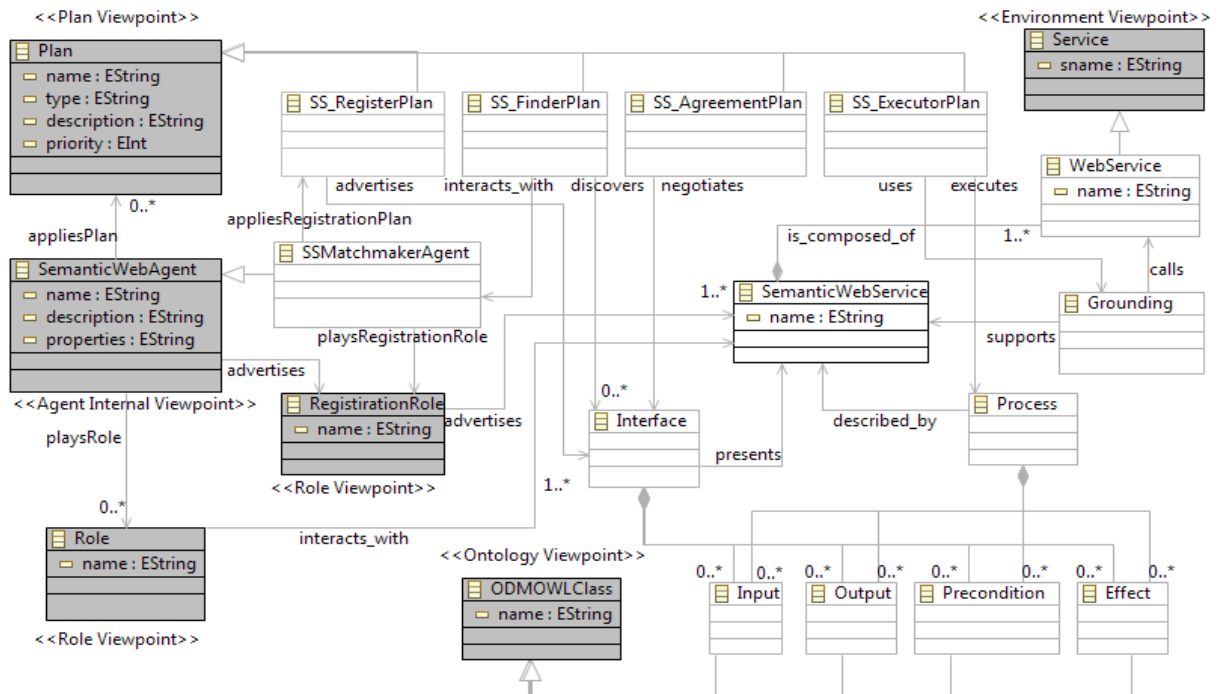 <<Plan Viewpoint>>
<<Environment Viewpoint>>
Plan
name : EString
type : EString
description : EString
priority : EInt
SS_RegisterPlan
SS_FinderPlan
SS_AgreementPlan
SS_ExecutorPlan
Service
sname : EString
WebService
name : EString
advertises
interacts_with
discovers
negotiates
uses
executes
0..*
appliesPlan
appliesRegistrationPlan
is_composed_of
1..*
calls
SemanticWebAgent
name : EString
description : EString
properties : EString
SSMatchmakerAgent
1..*
SemanticWebService
name : EString
Grounding
supports
playsRegistrationRole
advertises
<<Agent Internal Viewpoint>>
playsRole
RegistirationRole
name : EString
advertises
<<Role Viewpoint>>
0..*
Interface
presents
described_by
Process
1..*
0..*
interacts_with
Role
name : EString
<<Role Viewpoint>>
<<Ontology Viewpoint>>
ODMOWLClass
name : EString
0..*
0..*
0..*
0..*
0..*
0..*
0..*
0..*
Input
Output
Precondition
Effect